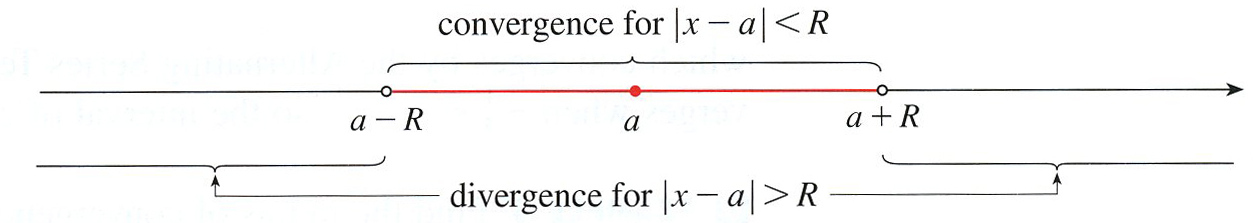 convergence for |x − a| < R
a − R
a
a + R
divergence for |x − a| > R